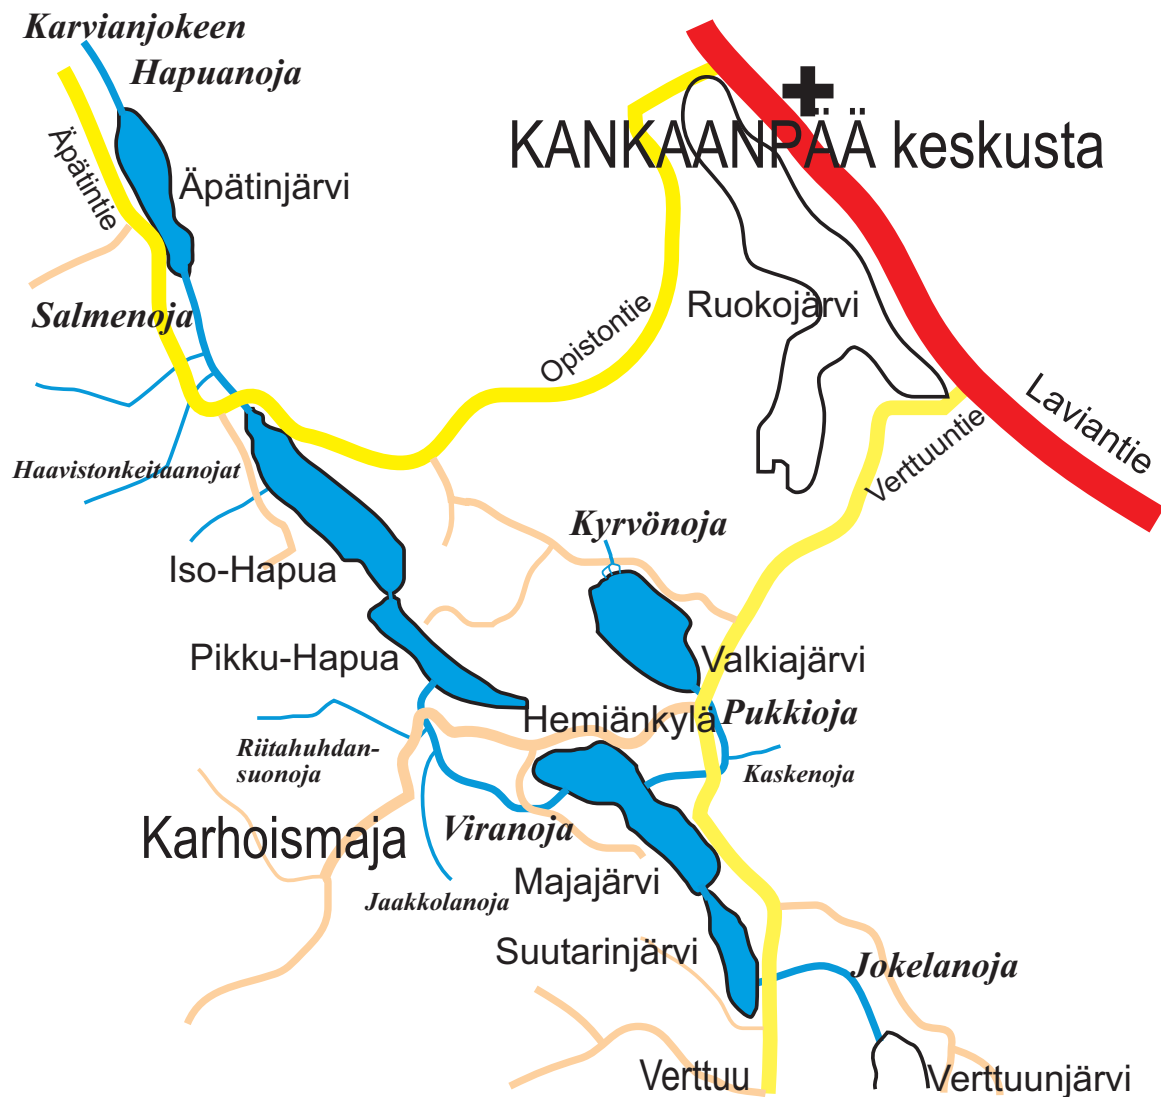 Karvianjokeen
Hapuanoja
KANKAANPÄÄ keskusta
Äpätintie
Äpätinjärvi
Salmenoja
Ruokojärvi
Opistontie
Laviantie
Verttuuntie
Haavistonkeitaanojat
Kyrvönoja
Iso-Hapua
Pikku-Hapua
Valkiajärvi
Hemiänkylä
Pukkioja
Riitahuhdan-
suonoja
Kaskenoja
Karhoismaja
Viranoja
Majajärvi
Jaakkolanoja
Suutarinjärvi
Jokelanoja
Verttuu
Verttuunjärvi